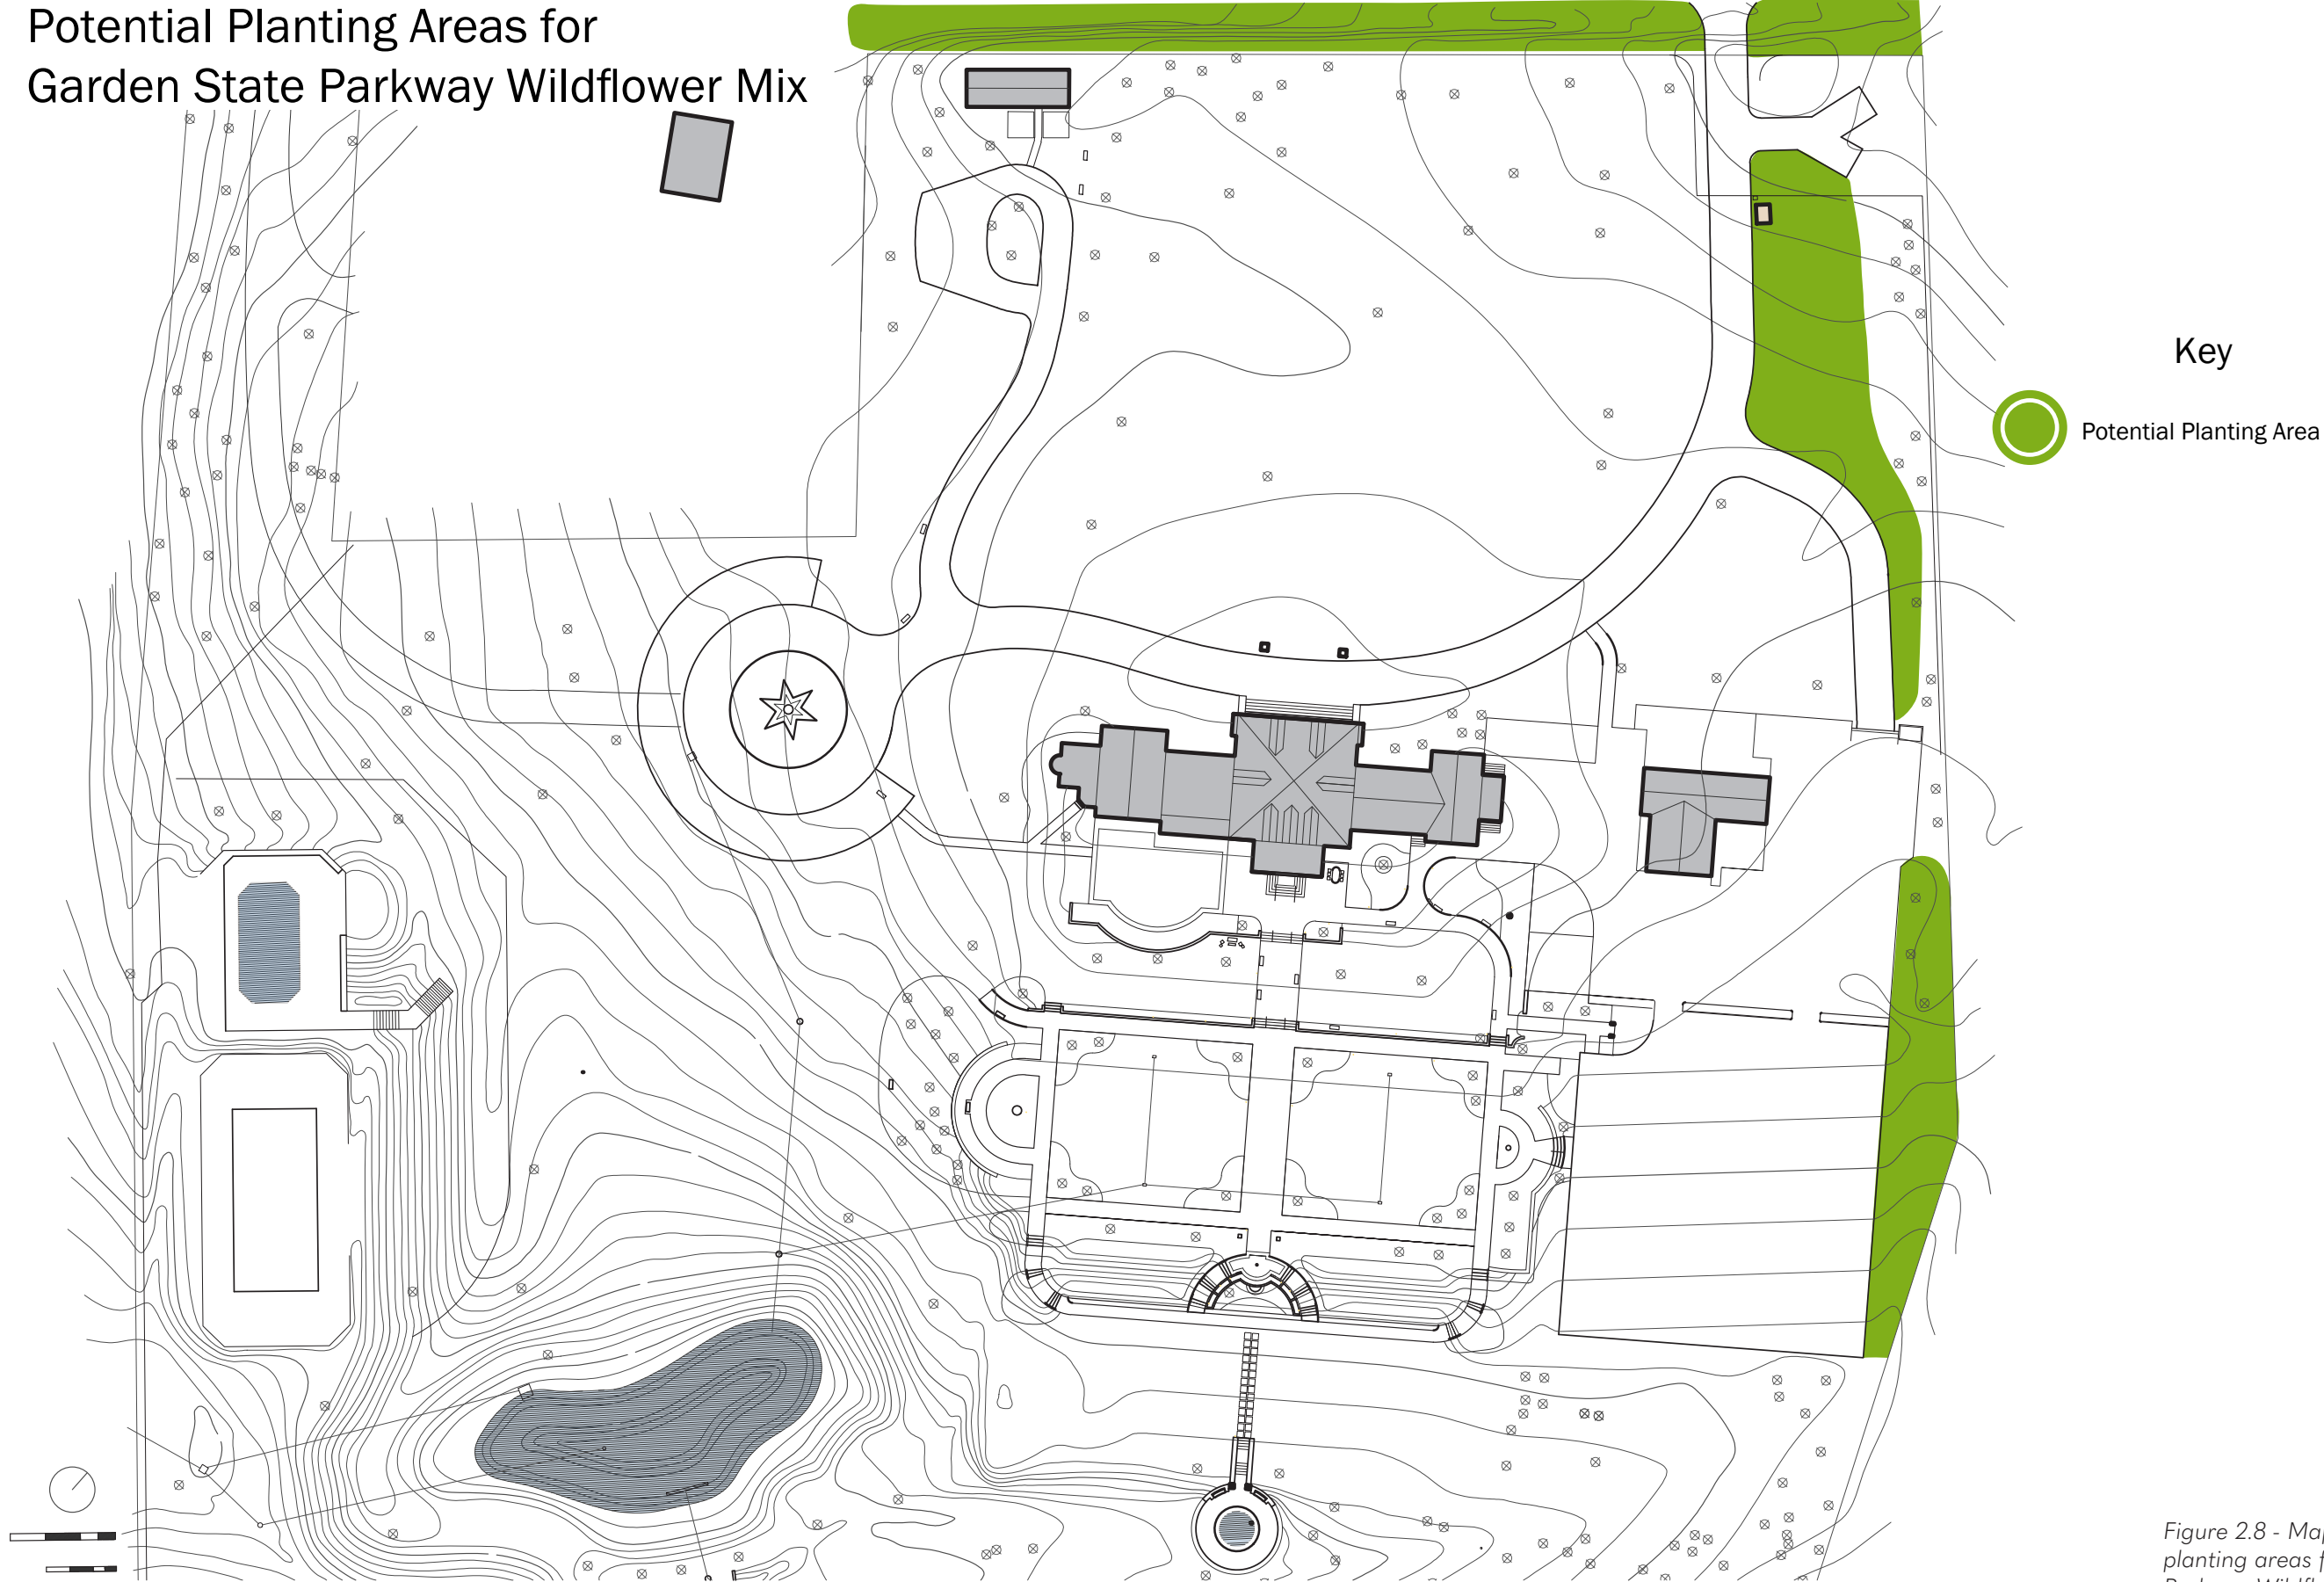 Potential Planting Areas for
Garden State Parkway Wildflower Mix
Key
Potential Planting Area
Figure 2.8 - Ma
planting areas f